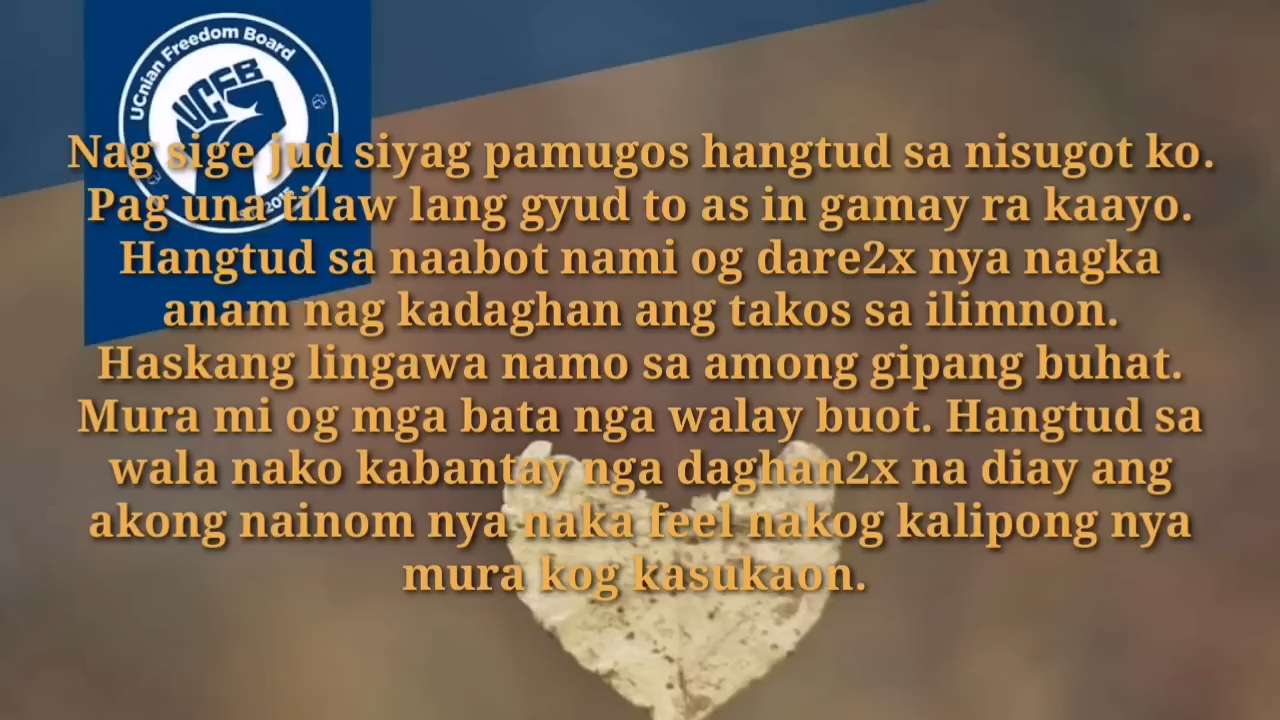 UCnian Freedom Board
UCFB
2015
Nag sige jud siyag pamugos hangtud sa nisugot ko.
Pag una tilaw lang gyud to as in gamay ra kaayo.
Hangtud sa naabot nami og dare2x nya nagka
anam nag kadaghan ang takos sa ilimnon.
Haskang lingawa namo sa among gipang buhat.
Mura mi og mga bata nga walay buot. Hangtud sa
wala nako kabantay nga daghan2x na diay ang
akong nainom nya naka feel nakog kalipong nya
mura kog kasukaon.